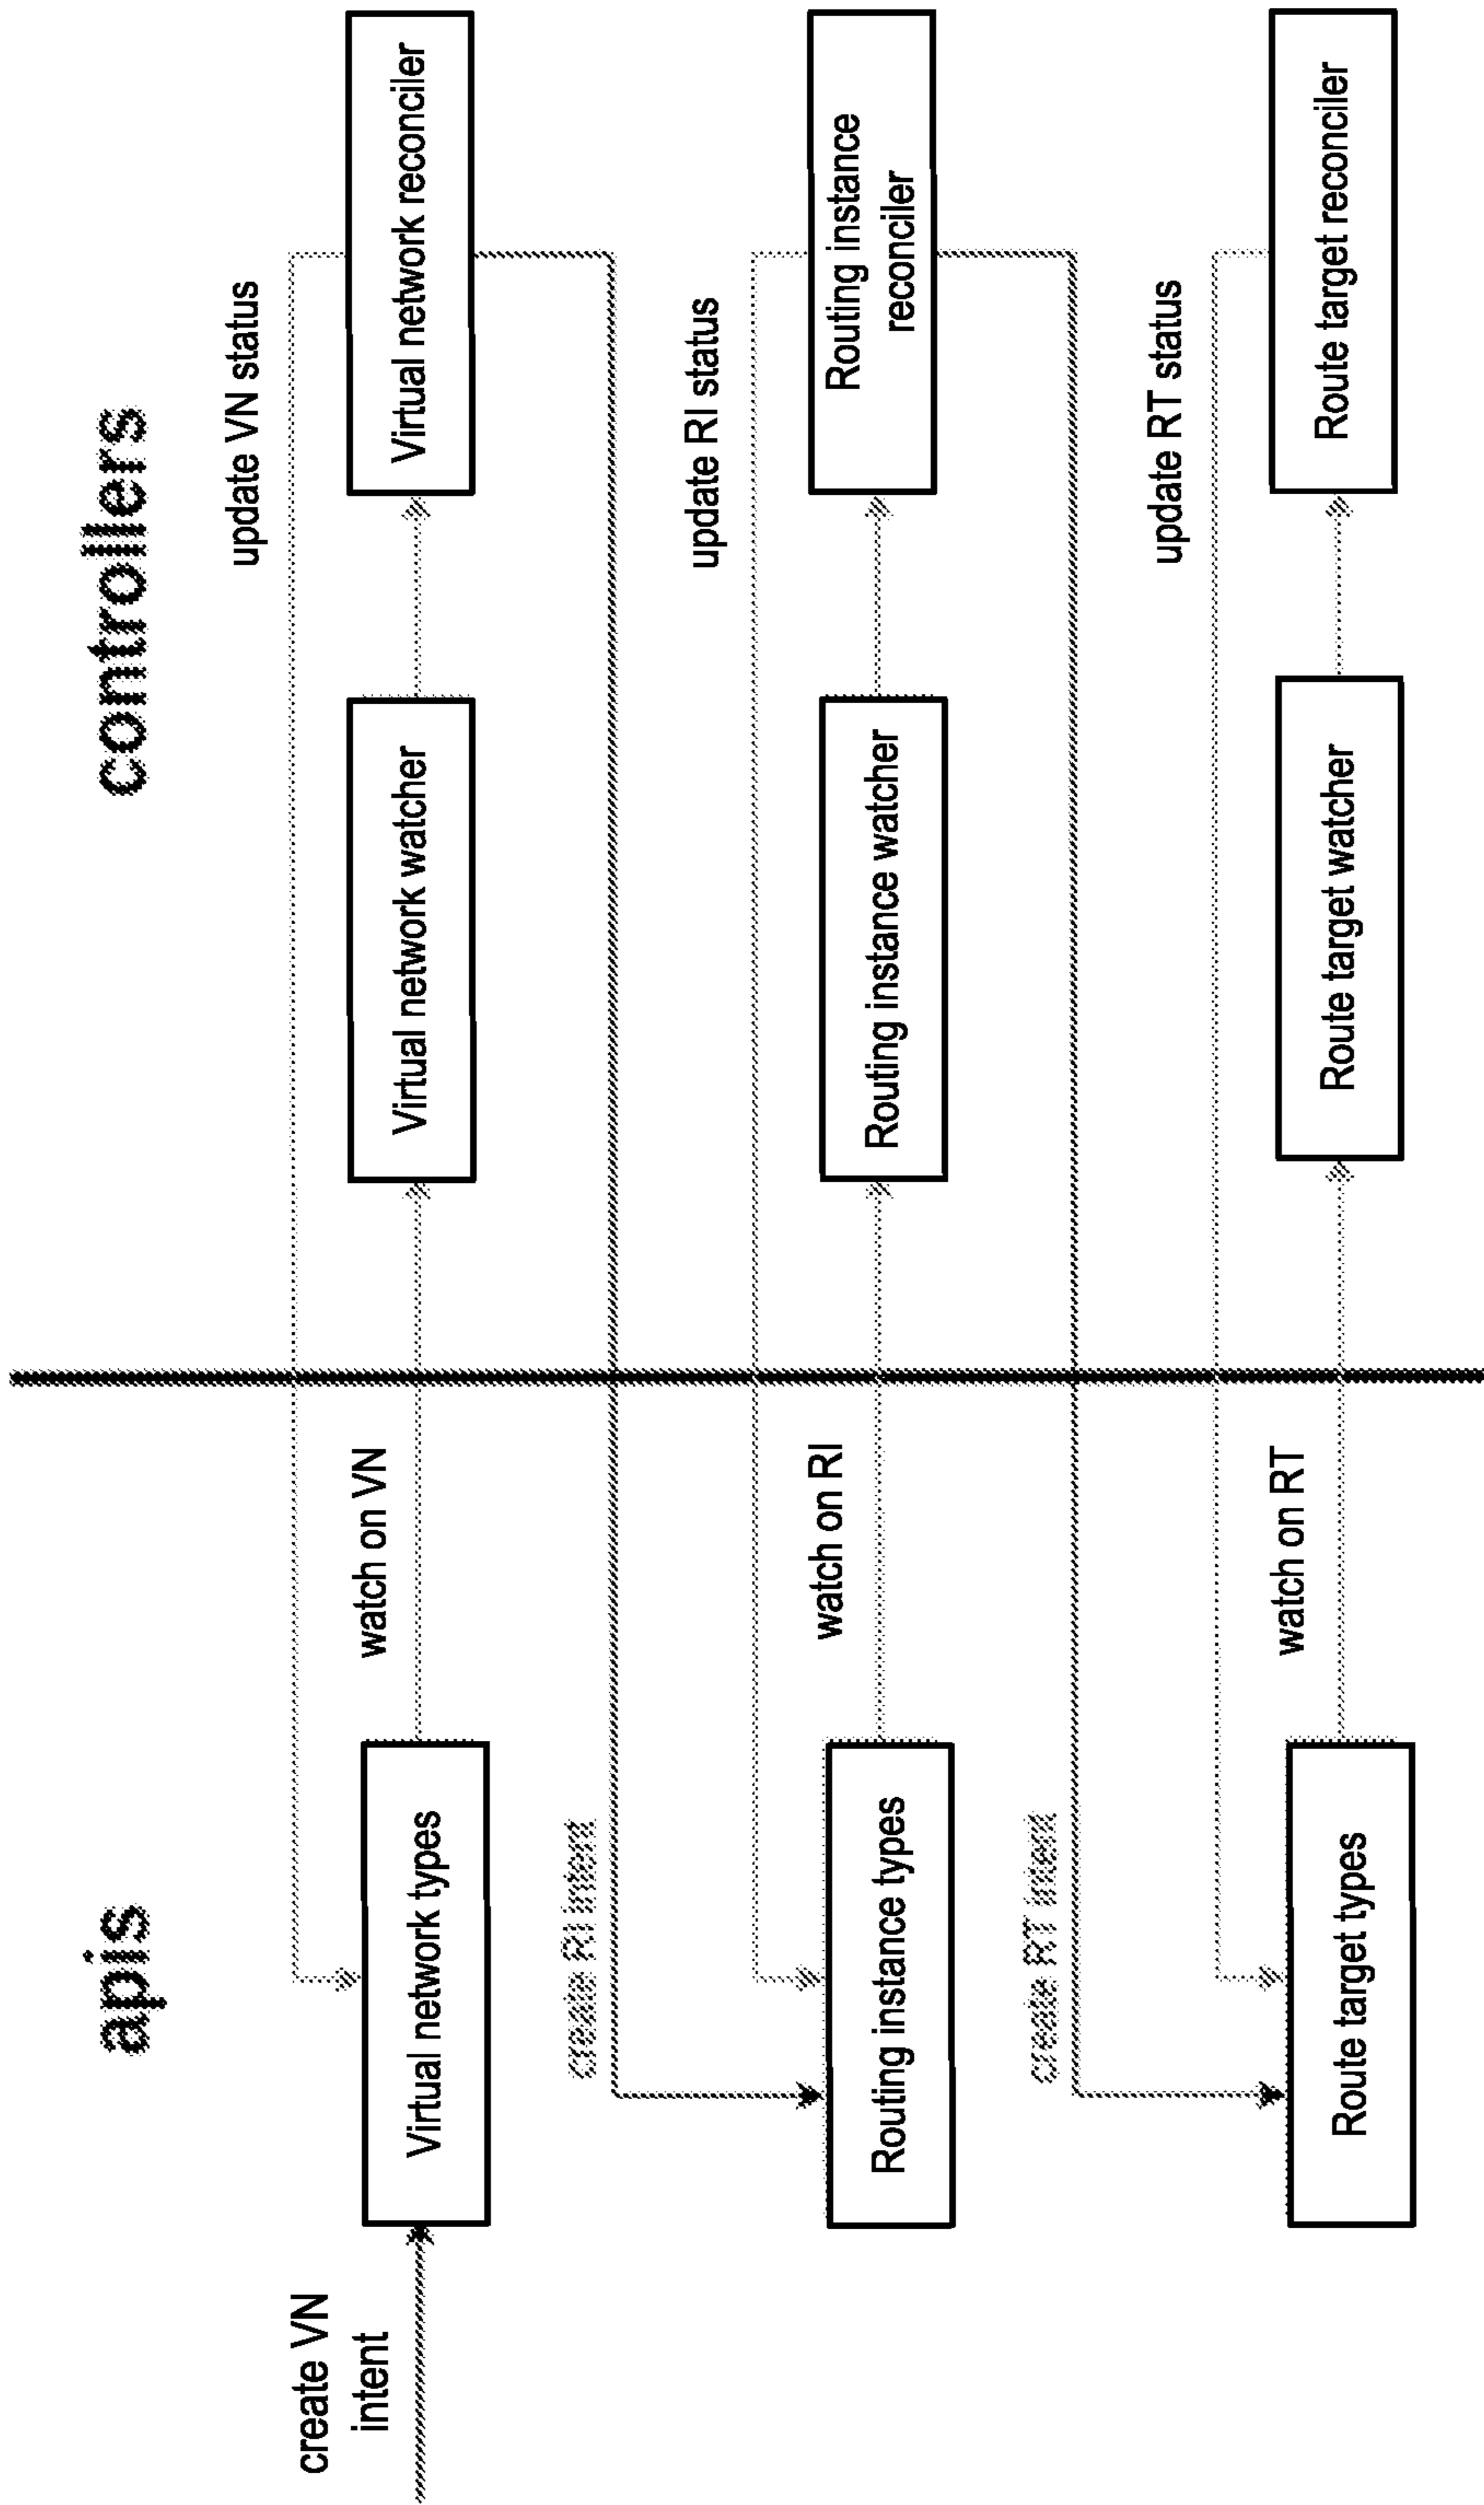 apis
controllers
update VN status
create VN
intent
watch on VN
Virtual network types
Virtual network watcher
Virtual network reconciler
create RI intent
update RI status
watch on RI
Routing instance types
Routing instance watcher
Routing instance
reconciler
create RT intent
update RT status
watch on RT
Route target types
Route target watcher
Route target reconciler